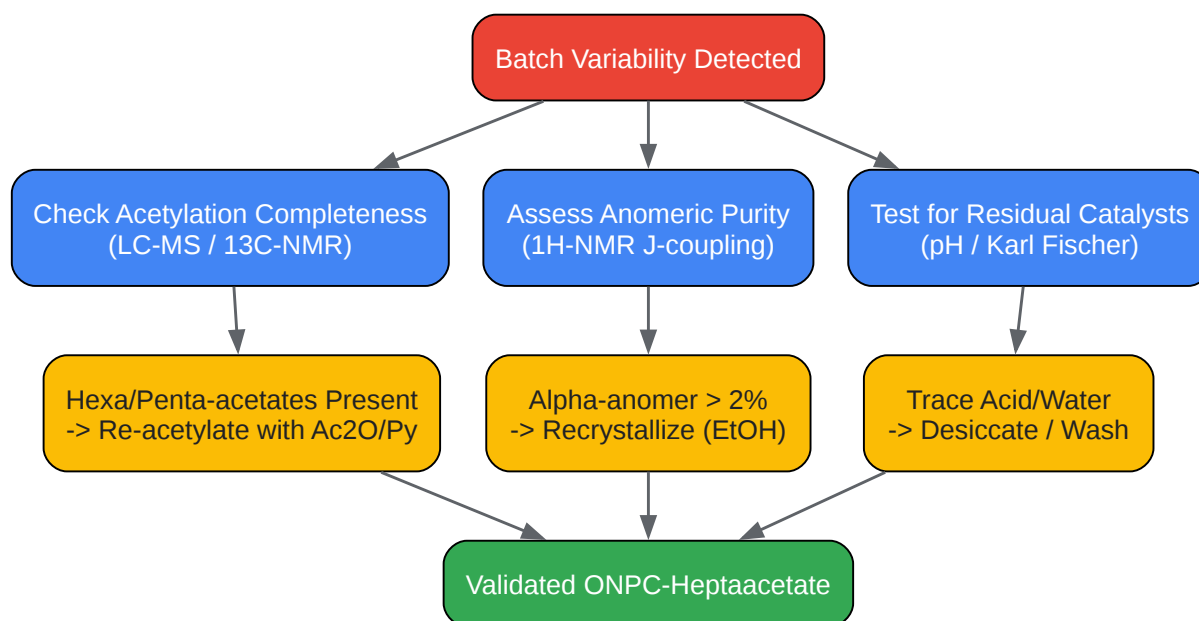 Batch Variability Detected
Check Acetylation Completeness
(LC-MS / 13C-NMR)
Assess Anomeric Purity
(1H-NMR J-coupling)
Test for Residual Catalysts
(pH / Karl Fischer)
Hexa/Penta-acetates Present
-> Re-acetylate with Ac2O/Py
Alpha-anomer > 2%
-> Recrystallize (EtOH)
Trace Acid/Water
-> Desiccate / Wash
Validated ONPC-Heptaacetate